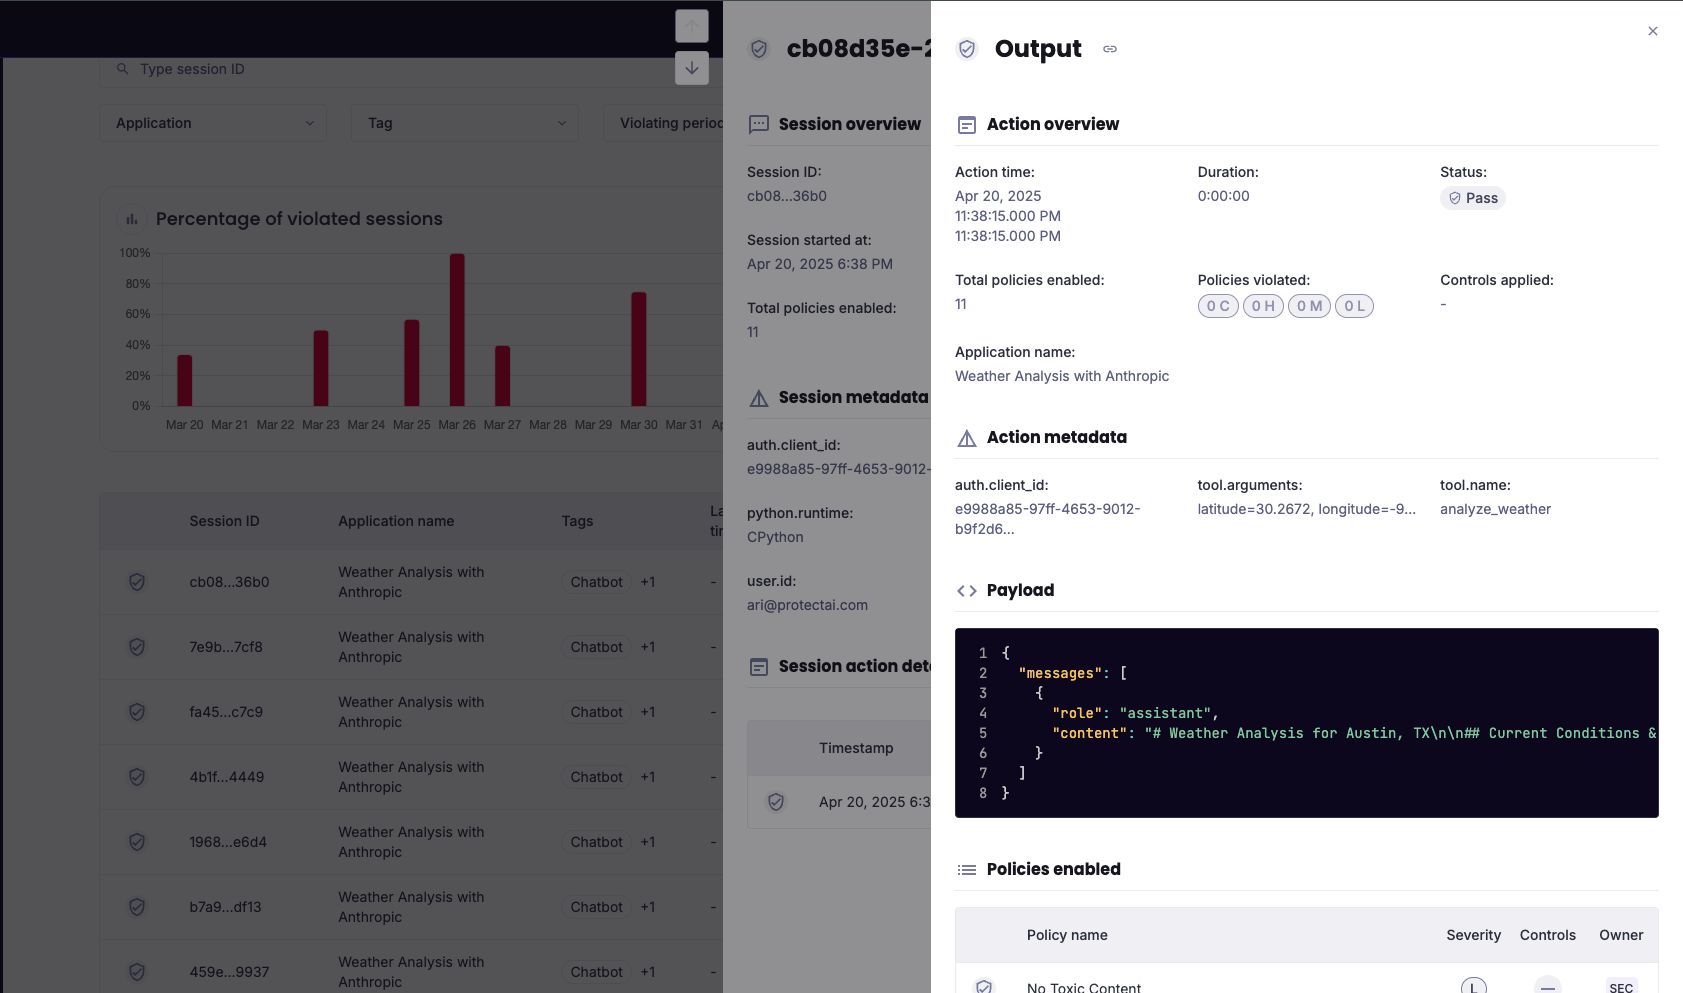 Type session ID
Application
Tag
Violating period
Percentage of violated sessions
100%
80%
60%
40%
20%
0%
Mar 20 Mar 21 Mar 22 Mar 23 Mar 24 Mar 25 Mar 26 Mar 27 Mar 28 Mar 29 Mar 30 Mar 31 Ap
Session ID Application name Tags La
tin
cb08...36b0 Weather Analysis with Anthropic Chatbot +1 -
7e9b...7cf8 Weather Analysis with Anthropic Chatbot +1 -
fa45...c7c9 Weather Analysis with Anthropic Chatbot +1 -
4b1f...4449 Weather Analysis with Anthropic Chatbot +1 -
1968...e6d4 Weather Analysis with Anthropic Chatbot +1 -
b7a9...df13 Weather Analysis with Anthropic Chatbot +1 -
459e...9937 Weather Analysis with Anthropic Chatbot +1 -
cb08d35e-2
Session overview
Session ID:
cb08...36b0
Session started at:
Apr 20, 2025 6:38 PM
Total policies enabled:
11
Session metadata
auth.client_id:
e9988a85-97ff-4653-9012-
python.runtime:
CPython
user.id:
ari@protectai.com
Session action det
Timestamp
Apr 20, 2025 6:3
Output
Action overview
Action time:
Apr 20, 2025
11:38:15.000 PM
11:38:15.000 PM
Duration:
0:00:00
Status:
Pass
Total policies enabled:
11
Policies violated:
0 C 0 H 0 M 0 L
Controls applied:
-
Application name:
Weather Analysis with Anthropic
Action metadata
auth.client_id:
e9988a85-97ff-4653-9012-
b9f2d6...
tool.arguments:
latitude=30.2672, longitude=-9...
tool.name:
analyze_weather
Payload
1 {
2 "messages": [
3 {
4 "role": "assistant",
5 "content": "# Weather Analysis for Austin, TX\n\n## Current Conditions &
6 }
7 ]
8 }
Policies enabled
Policy name Severity Controls Owner
No Toxic Content L — SEC